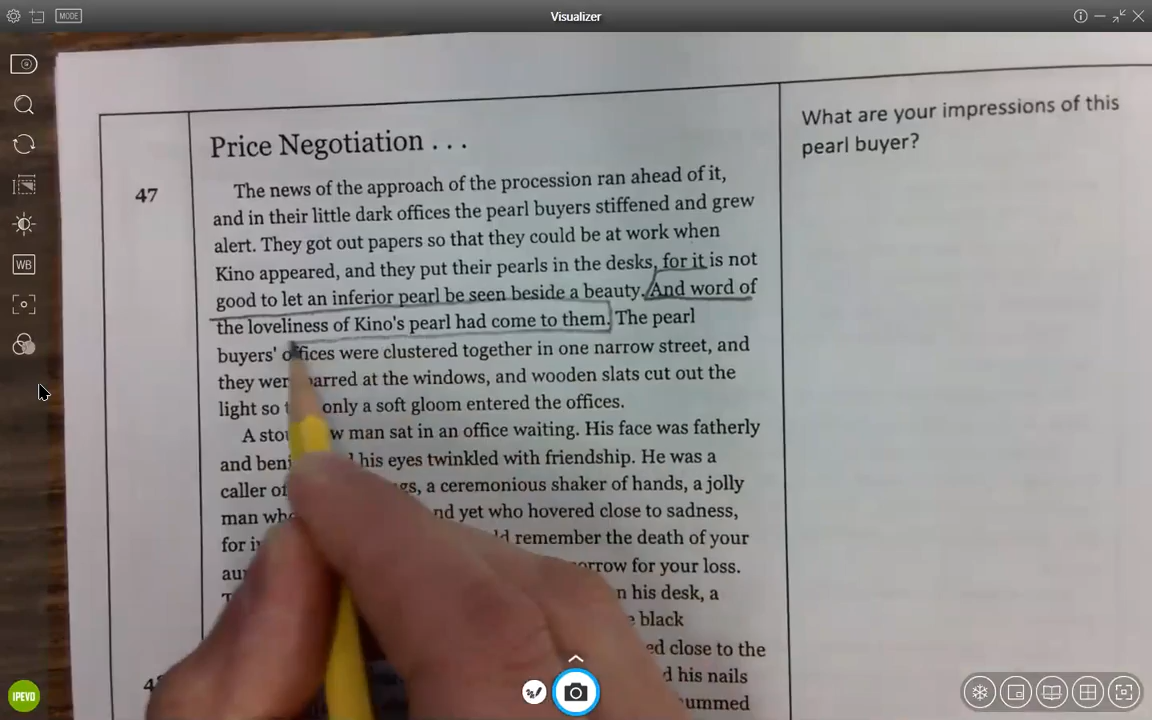 MODE
Visualizer
WB
IPEVO
Price Negotiation . . .
What are your impressions of this
pearl buyer?
47
The news of the approach of the procession ran ahead of it,
and in their little dark offices the pearl buyers stiffened and grew
alert. They got out papers so that they could be at work when
Kino appeared, and they put their pearls in the desks, for it is not
good to let an inferior pearl be seen beside a beauty. And word of
the loveliness of Kino's pearl had come to them. The pearl
buyers' offices were clustered together in one narrow street, and
they were barred at the windows, and wooden slats cut out the
light so only a soft gloom entered the offices.
A man sat in an office waiting. His face was fatherly
and his eyes twinkled with friendship. He was a
caller of a ceremonious shaker of hands, a jolly
man and yet who hovered close to sadness,
for remember the death of your
for your loss.
on his desk, a
black
close to the
his nails